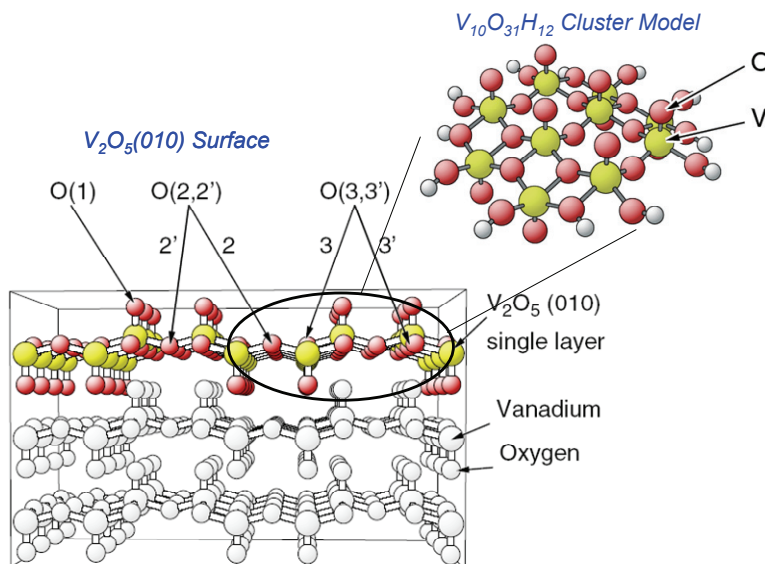 V₁₀O₃₁H₁₂ Cluster Model
O
V
V₂O₅(010) Surface
O(1)
O(2,2')
O(3,3')
2'
2
3
3'
V₂O₅ (010)
single layer
Vanadium
Oxygen